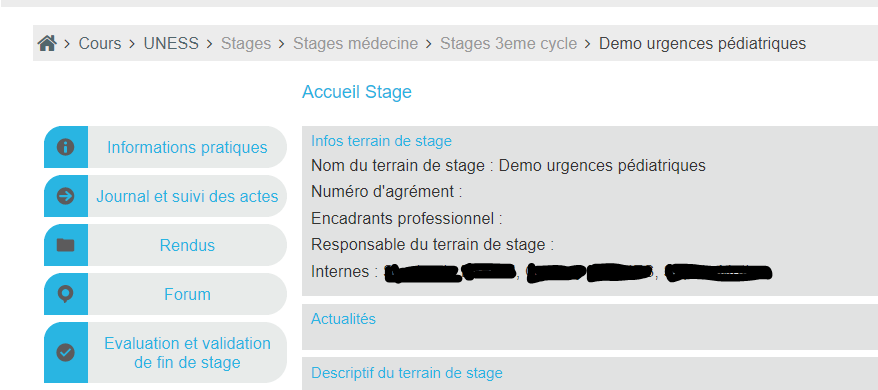 Cours > UNESS > Stages > Stages médecine > Stages 3eme cycle > Demo urgences pédiatriques
Accueil Stage
Informations pratiques
Journal et suivi des actes
Rendus
Forum
Evaluation et validation
de fin de stage
Infos terrain de stage
Nom du terrain de stage : Demo urgences pédiatriques
Numéro d'agrément :
Encadrants professionnel :
Responsable du terrain de stage :
Internes :
Actualités
Descriptif du terrain de stage